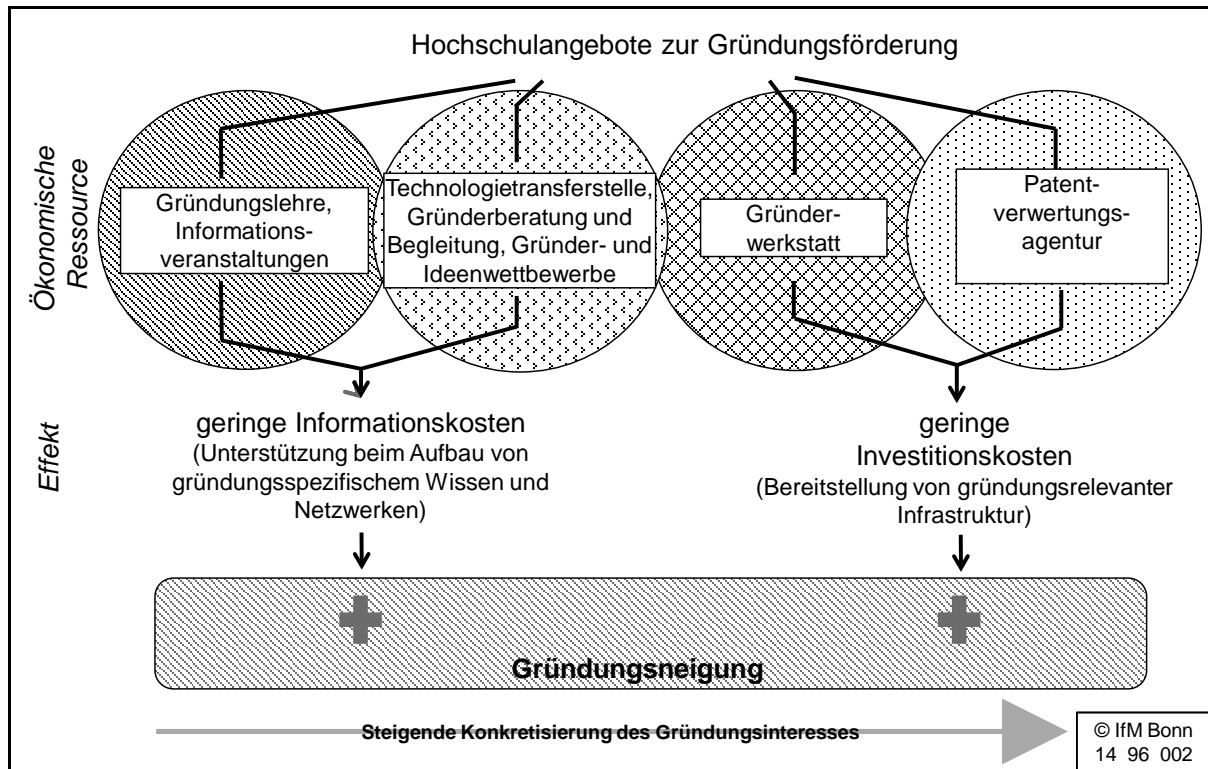 Hochschulangebote zur Gründungsförderung
Ökonomische
Ressource
Gründungslehre,
Informations-
veranstaltungen
Technologietransferstelle,
Gründerberatung und
Begleitung, Gründer- und
Ideenwettbewerbe
Gründer-
werkstatt
Patent-
verwertungs-
agentur
Effekt
geringe Informationskosten
(Unterstützung beim Aufbau von
gründungsspezifischem Wissen und
Netzwerken)
geringe
Investitionskosten
(Bereitstellung von gründungsrelevanter
Infrastruktur)
Gründungsneigung
Steigende Konkretisierung des Gründungsinteresses
© IfM Bonn
14 96 002